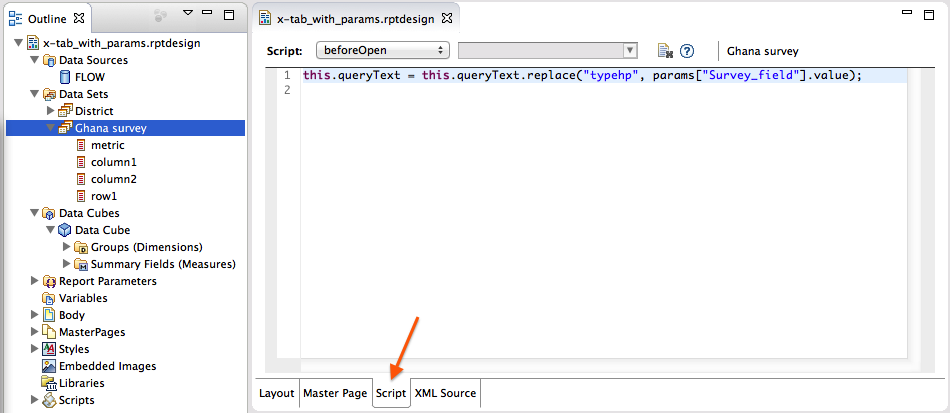 Outline
x-tab_with_params.rptdesign
Data Sources
FLOW
Data Sets
District
Ghana survey
metric
column1
column2
row1
Data Cubes
Data Cube
Groups (Dimensions)
Summary Fields (Measures)
Report Parameters
Variables
Body
MasterPages
Styles
Embedded Images
Libraries
Scripts
x-tab_with_params.rptdesign
Script: beforeOpen Ghana survey
1 this.queryText = this.queryText.replace("typehp", params["Survey_field"].value);
2
Layout Master Page Script XML Source